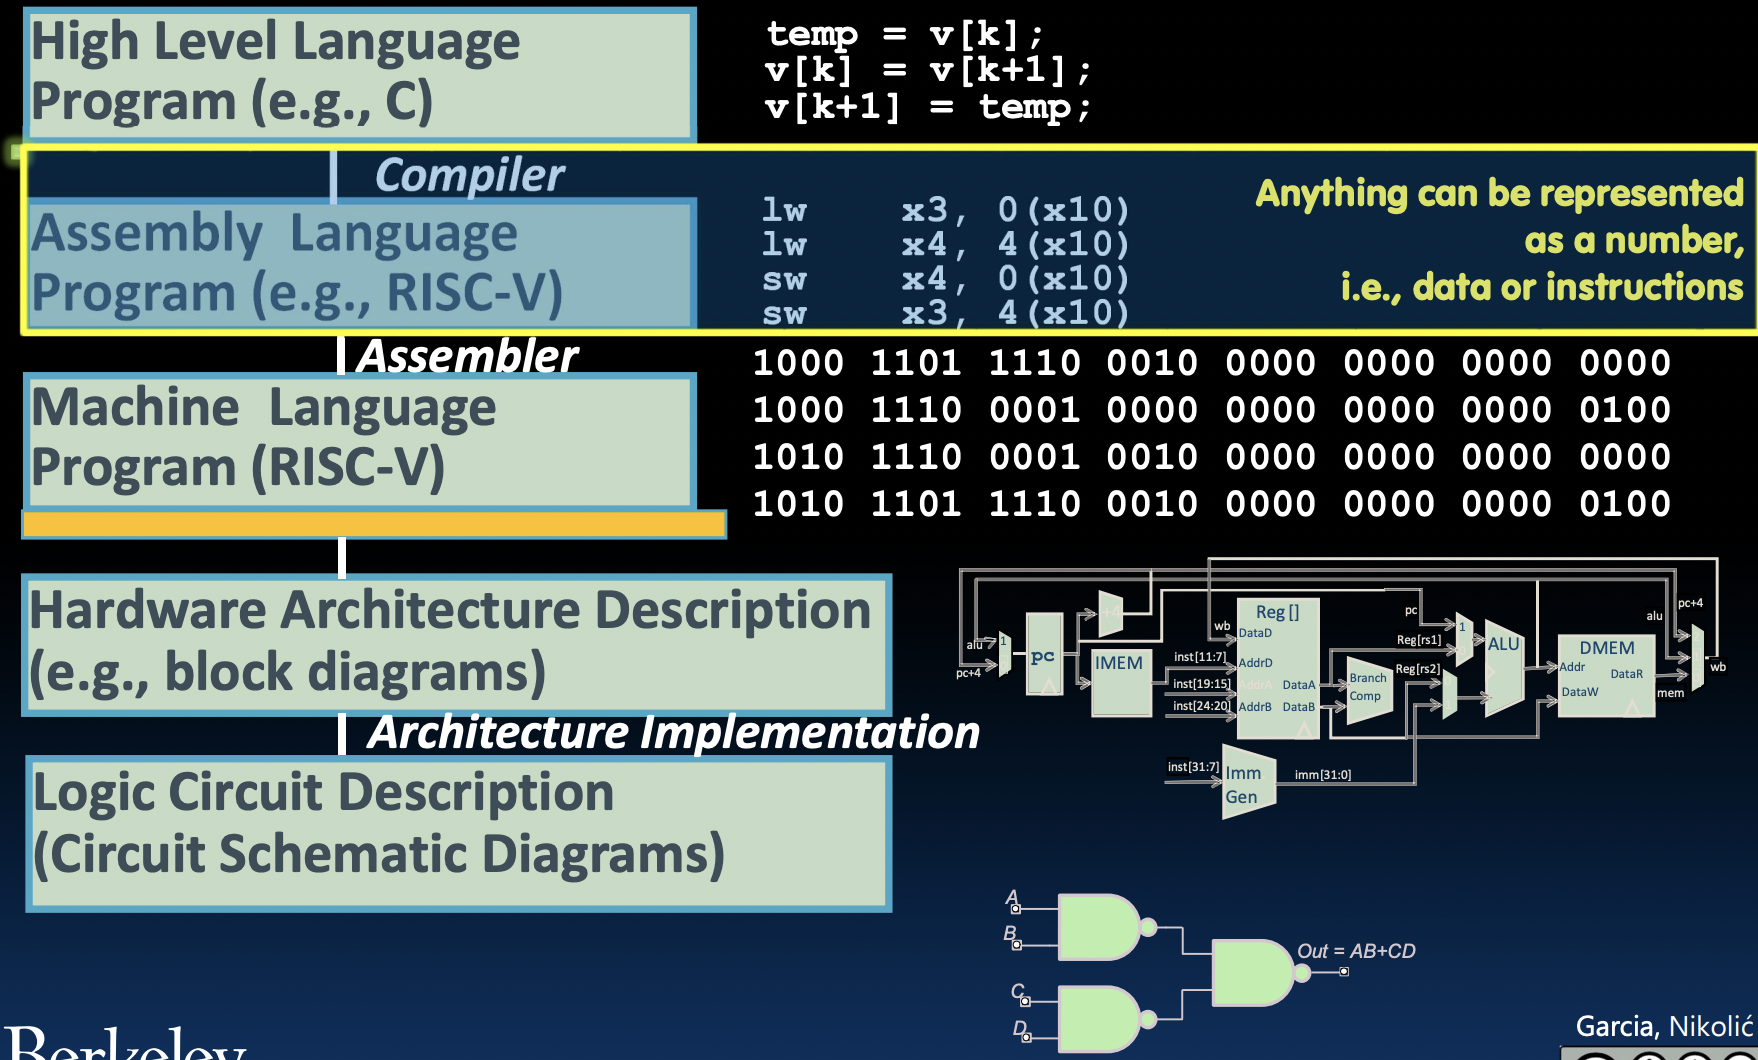 High Level Language
Program (e.g., C)
temp = v[k];
v[k] = v[k+1];
v[k+1] = temp;
Compiler
Assembly Language
Program (e.g., RISC-V)
lw x3, 0(x10)
lw x4, 4(x10)
sw x4, 0(x10)
sw x3, 4(x10)
Anything can be represented
as a number,
i.e., data or instructions
Assembler
Machine Language
Program (RISC-V)
1000 1101 1110 0010 0000 0000 0000 0000
1000 1110 0001 0000 0000 0000 0000 0100
1010 1110 0001 0010 0000 0000 0000 0000
1010 1101 1110 0010 0000 0000 0000 0100
Hardware Architecture Description
(e.g., block diagrams)
alu
pc+4
1
pc
+4
IMEM
wb
inst[11:7]
inst[19:15]
inst[24:20]
Reg []
DataD
AddrD
AddrA DataA
AddrB DataB
Branch
Comp
pc
Reg[rs1]
Reg[rs2]
1
ALU
DMEM
Addr
DataR
DataW
alu
pc+4
mem
wb
inst[31:7]
Imm
Gen
imm[31:0]
Architecture Implementation
Logic Circuit Description
(Circuit Schematic Diagrams)
A
B
C
D
Out = AB+CD
Berkeley
Garcia, Nikolić